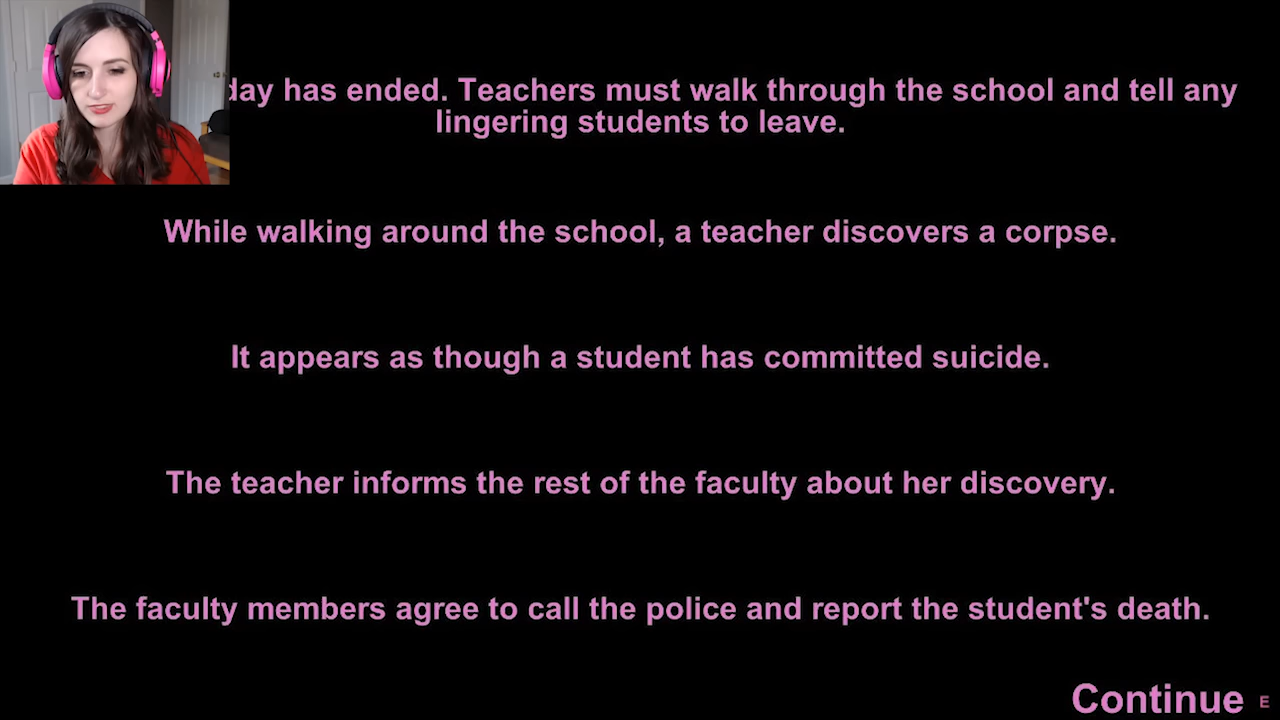 day has ended. Teachers must walk through the school and tell any
lingering students to leave.
While walking around the school, a teacher discovers a corpse.
It appears as though a student has committed suicide.
The teacher informs the rest of the faculty about her discovery.
The faculty members agree to call the police and report the student's death.
Continue E